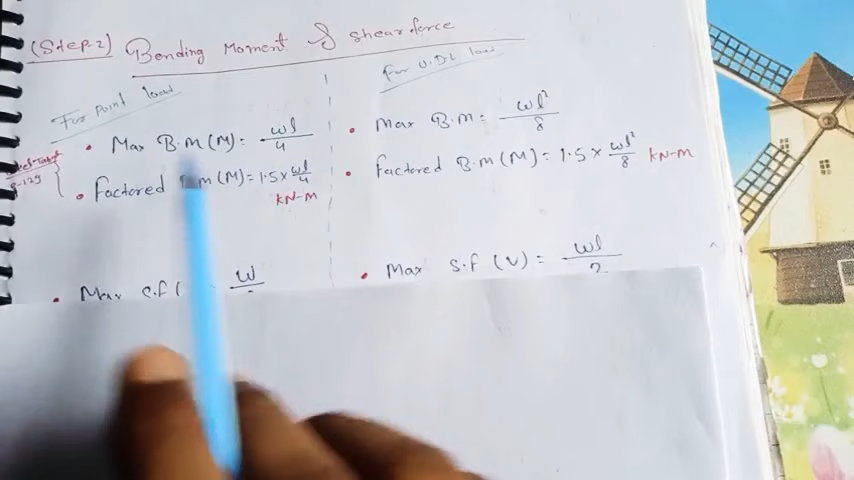 (Step-2) Bending Moment & shear force
For point load
Max B.M (M) = wl/4
Factored B.M (M) = 1.5 × wl/4
kN-M
Max S.F ( w
For U.D.L load
Max B.M = wl²/8
Factored B.M (M) = 1.5 × wl²/8 kN-M
Max S.F (V) = wl/2